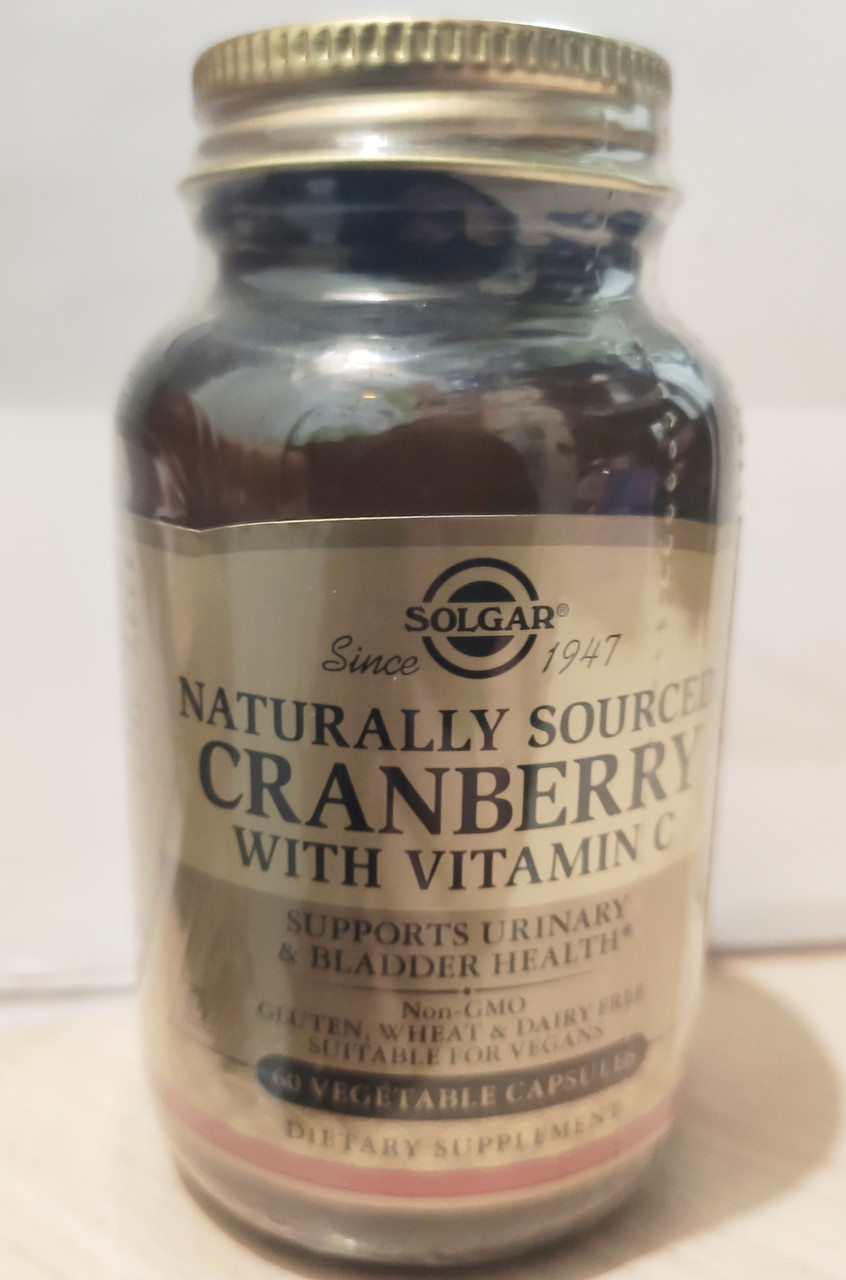 SOLGAR®
Since 1947
NATURALLY SOURCED
CRANBERRY
WITH VITAMIN C
SUPPORTS URINARY
& BLADDER HEALTH*
Non-GMO
GLUTEN, WHEAT & DAIRY FREE
SUITABLE FOR VEGANS
60 VEGETABLE CAPSULES
DIETARY SUPPLEMENT